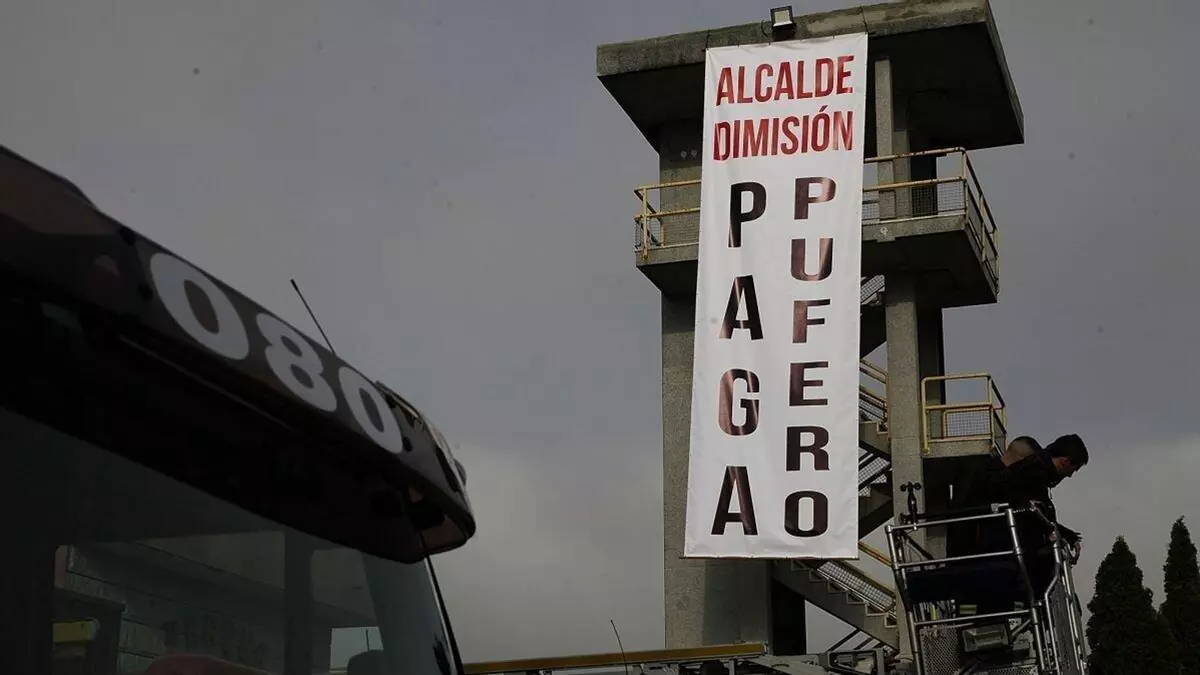 ALCALDE
DIMISIÓN
PAGA
PUFERO
080